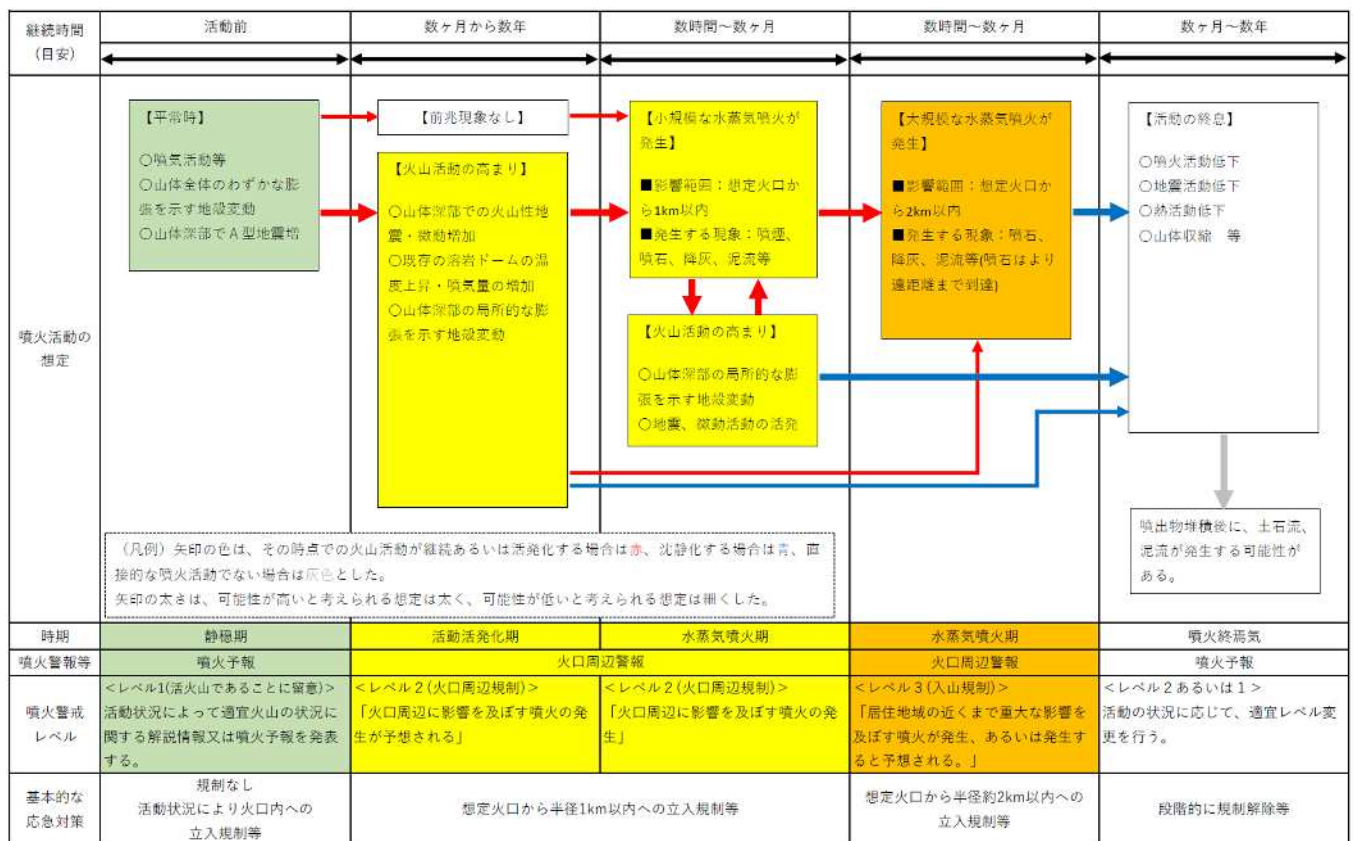 継続時間
（目安）
活動前
数ヶ月から数年
数時間～数ヶ月
数時間～数ヶ月
数ヶ月～数年
噴火活動の
想定
【平常時】
○噴気活動等
○山体全体のわずかな膨
張を示す地殻変動
○山体深部でＡ型地震増
【前兆現象なし】
【火山活動の高まり】
○山体深部での火山性地
震・微動増加
○既存の溶岩ドームの温
度上昇・噴気量の増加
○山体深部の局所的な膨
張を示す地殻変動
【小規模な水蒸気噴火が
発生】
■影響範囲：想定火口か
ら1km以内
■発生する現象：噴煙、
噴石、降灰、泥流等
【火山活動の高まり】
○山体深部の局所的な膨
張を示す地殻変動
○地震、微動活動の活発
【大規模な水蒸気噴火が
発生】
■影響範囲：想定火口か
ら2km以内
■発生する現象：噴石、
降灰、泥流等(噴石はより
遠距離まで到達)
【活動の終息】
○噴火活動低下
○地震活動低下
○熱活動低下
○山体収縮　等
噴出物堆積後に、土石流、
泥流が発生する可能性が
ある。
（凡例）矢印の色は、その時点での火山活動が継続あるいは活発化する場合は赤、沈静化する場合は青、直
接的な噴火活動でない場合は灰色とした。
矢印の太さは、可能性が高いと考えられる想定は太く、可能性が低いと考えられる想定は細くした。
時期
静穏期
活動活発化期
水蒸気噴火期
水蒸気噴火期
噴火終焉気
噴火警報等
噴火予報
火口周辺警報
火口周辺警報
噴火予報
噴火警戒
レベル
＜レベル1(活火山であることに留意)＞
活動状況によって適宜火山の状況に
関する解説情報又は噴火予報を発表
する。
＜レベル２(火口周辺規制)＞
「火口周辺に影響を及ぼす噴火の発
生が予想される」
＜レベル２(火口周辺規制)＞
「火口周辺に影響を及ぼす噴火の発
生」
＜レベル３(入山規制)＞
「居住地域の近くまで重大な影響を
及ぼす噴火が発生、あるいは発生す
ると予想される。」
＜レベル２あるいは１＞
活動の状況に応じて、適宜レベル変
更を行う。
基本的な
応急対策
規制なし
活動状況により火口内への
立入規制等
想定火口から半径1km以内への立入規制等
想定火口から半径約2km以内への
立入規制等
段階的に規制解除等